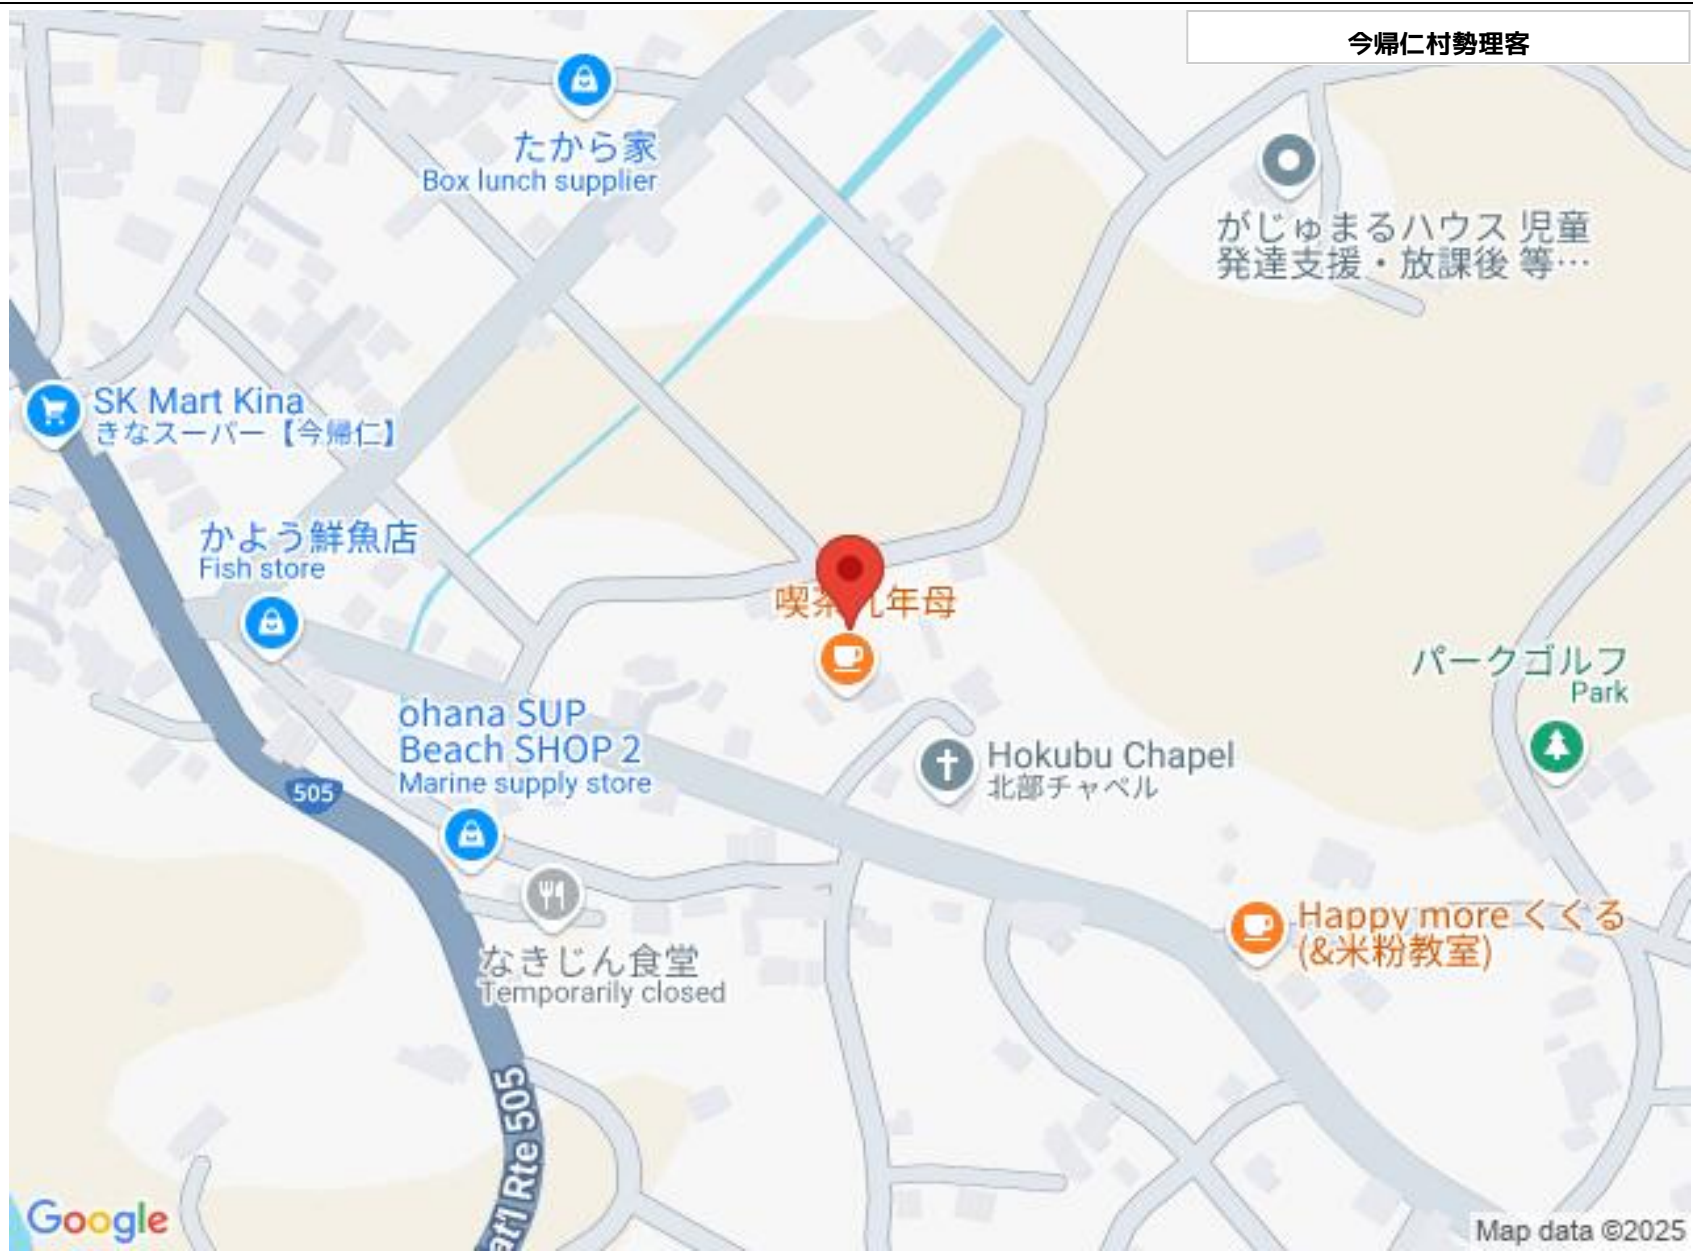 今帰仁村勢理客
たから家
Box lunch supplier
がじゅまるハウス 児童
発達支援・放課後 等…
SK Mart Kina
きなスーパー【今帰仁】
かよう鮮魚店
Fish store
喫茶 年母
パークゴルフ
Park
ohana SUP
Beach SHOP 2
Marine supply store
Hokubu Chapel
北部チャペル
505
なきじん食堂
Temporarily closed
Happy more くくる
(&米粉教室)
Rte 505
Google
Map data ©2025